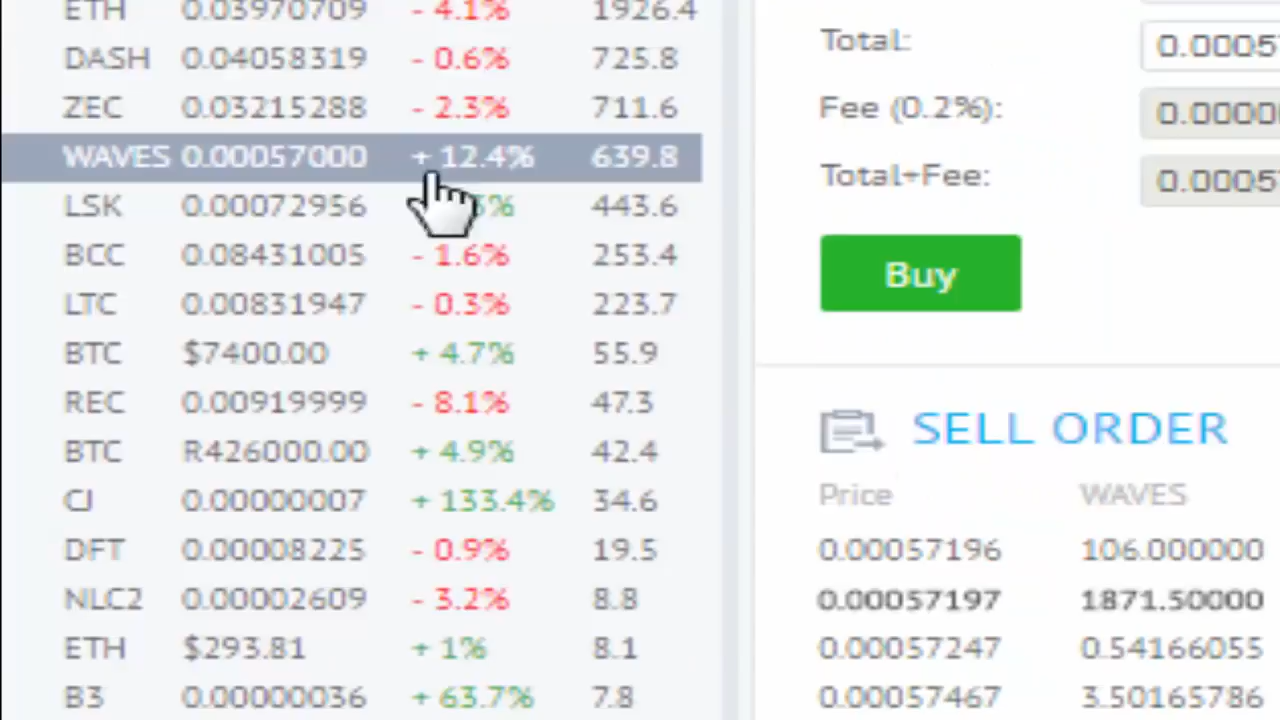 ETH 0.03970709 - 4.1% 1926.4
DASH 0.04058319 - 0.6% 725.8
ZEC 0.03215288 - 2.3% 711.6
WAVES 0.00057000 + 12.4% 639.8
LSK 0.00072956 % 443.6
BCC 0.08431005 - 1.6% 253.4
LTC 0.00831947 - 0.3% 223.7
BTC $7400.00 + 4.7% 55.9
REC 0.00919999 - 8.1% 47.3
BTC R426000.00 + 4.9% 42.4
CJ 0.00000007 + 133.4% 34.6
DFT 0.00008225 - 0.9% 19.5
NLC2 0.00002609 - 3.2% 8.8
ETH $293.81 + 1% 8.1
B3 0.00000036 + 63.7% 7.8
Total: 0.0005
Fee (0.2%): 0.0000
Total+Fee: 0.0005
Buy
SELL ORDER
Price WAVES
0.00057196 106.000000
0.00057197 1871.50000
0.00057247 0.54166055
0.00057467 3.50165786